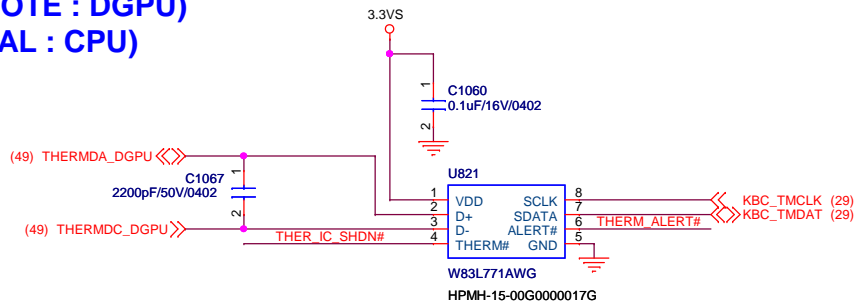 OTE : DGPU)
AL : CPU)
3.3VS
1
C1060
0.1uF/16V/0402
2
(49) THERMDA_DGPU
C1067
1
2200pF/50V/0402
2
(49) THERMDC_DGPU
THER_IC_SHDN#
U821
1 VDD SCLK 8 KBC_TMCLK (29)
2 D+ SDATA 7 KBC_TMDAT (29)
3 D- ALERT# 6 THERM_ALERT#
4 THERM# GND 5
W83L771AWG
HPMH-15-00G0000017G